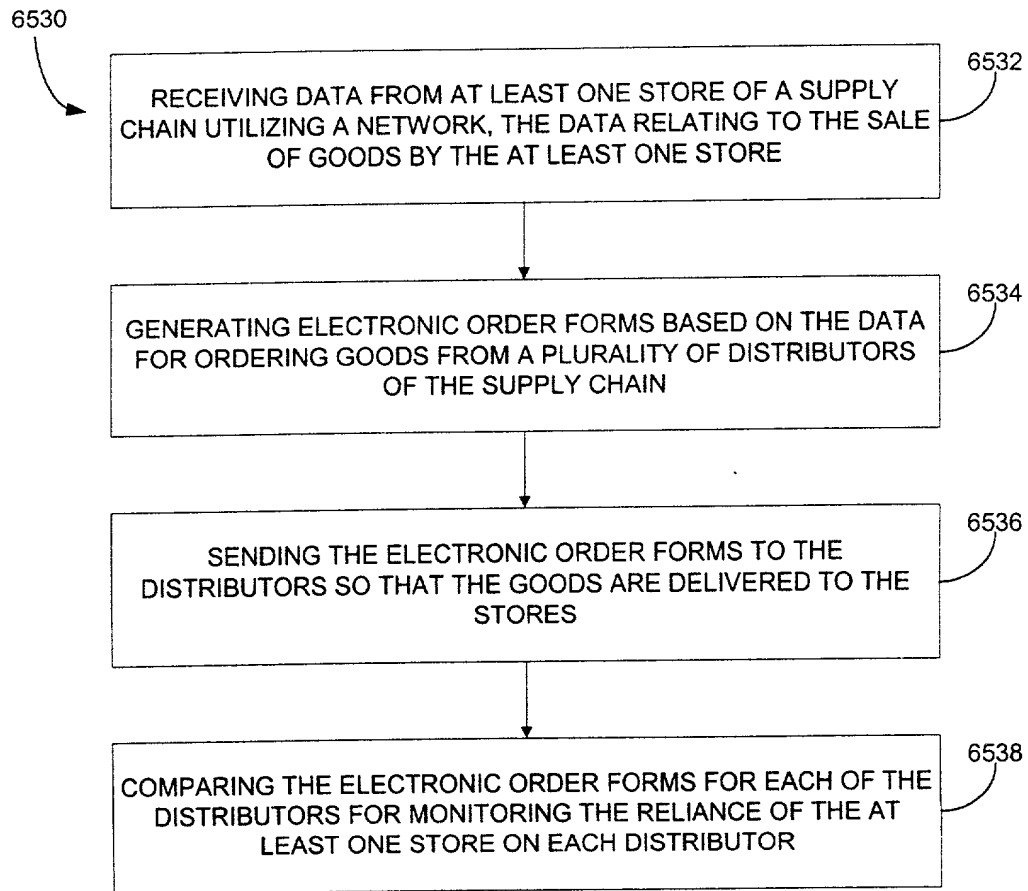 6530
6532
RECEIVING DATA FROM AT LEAST ONE STORE OF A SUPPLY
CHAIN UTILIZING A NETWORK, THE DATA RELATING TO THE SALE
OF GOODS BY THE AT LEAST ONE STORE
6534
GENERATING ELECTRONIC ORDER FORMS BASED ON THE DATA
FOR ORDERING GOODS FROM A PLURALITY OF DISTRIBUTORS
OF THE SUPPLY CHAIN
6536
SENDING THE ELECTRONIC ORDER FORMS TO THE
DISTRIBUTORS SO THAT THE GOODS ARE DELIVERED TO THE
STORES
6538
COMPARING THE ELECTRONIC ORDER FORMS FOR EACH OF THE
DISTRIBUTORS FOR MONITORING THE RELIANCE OF THE AT
LEAST ONE STORE ON EACH DISTRIBUTOR